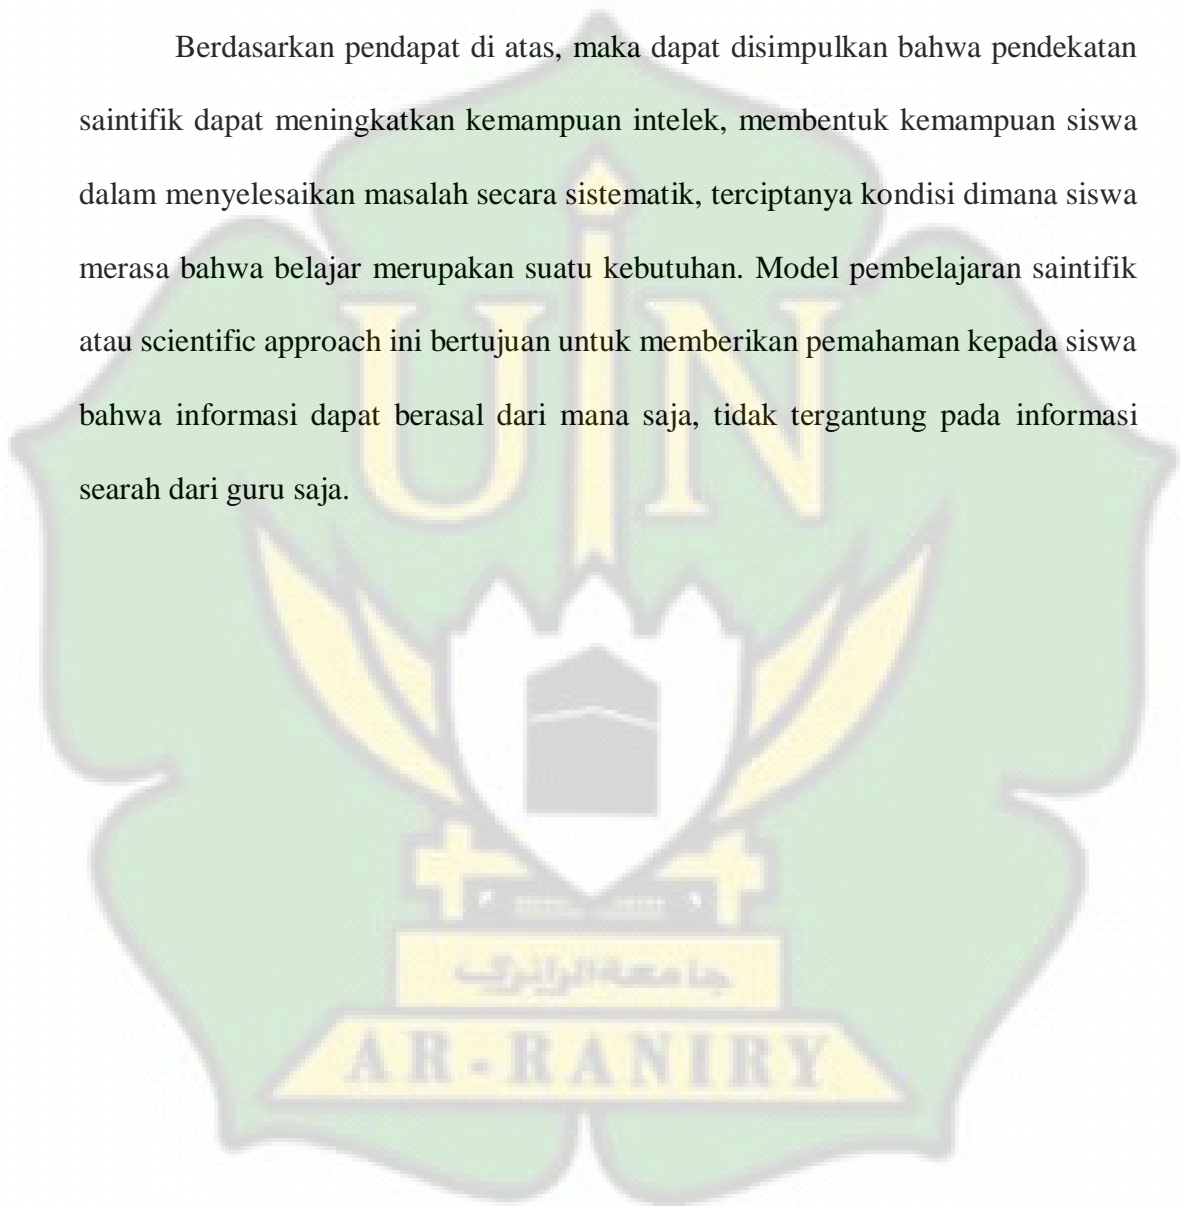 Berdasarkan pendapat di atas, maka dapat disimpulkan bahwa pendekatan
saintifik dapat meningkatkan kemampuan intelek, membentuk kemampuan siswa
dalam menyelesaikan masalah secara sistematik, terciptanya kondisi dimana siswa
merasa bahwa belajar merupakan suatu kebutuhan. Model pembelajaran saintifik
atau scientific approach ini bertujuan untuk memberikan pemahaman kepada siswa
bahwa informasi dapat berasal dari mana saja, tidak tergantung pada informasi
searah dari guru saja.
UIN
جامعة الرانري
AR-RANIRY